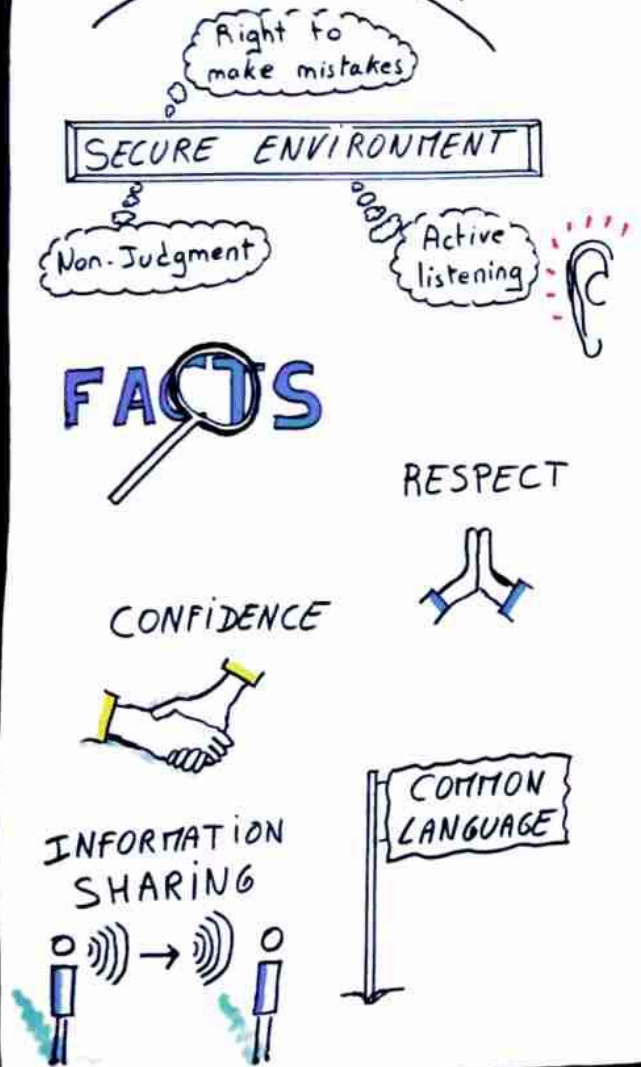 Right to
make mistakes
SECURE ENVIRONMENT
Non-Judgment
Active
listening
FACTS
RESPECT
CONFIDENCE
COMMON
LANGUAGE
INFORMATION
SHARING